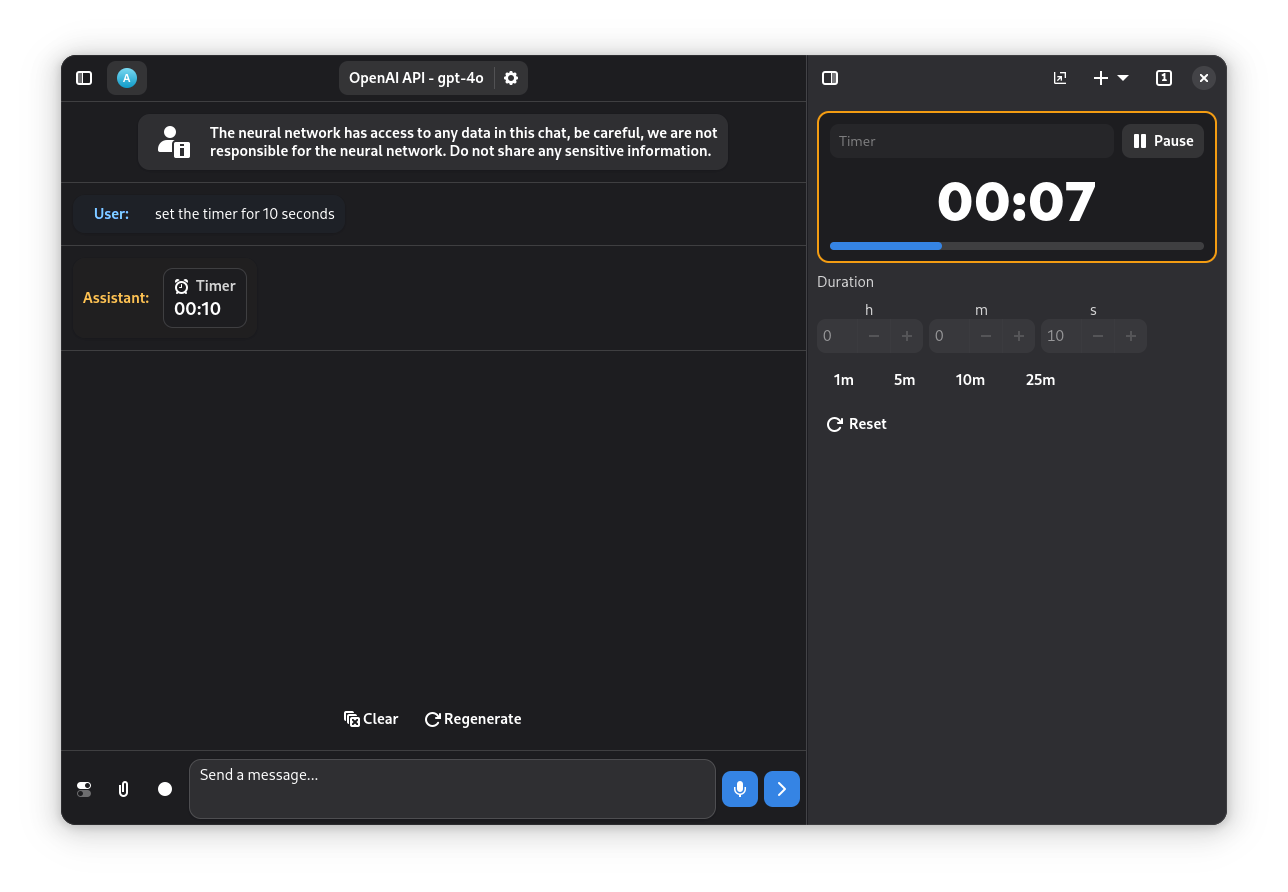 A
OpenAI API - gpt-4o
1
The neural network has access to any data in this chat, be careful, we are not
responsible for the neural network. Do not share any sensitive information.
User: set the timer for 10 seconds
Assistant: Timer
00:10
Clear Regenerate
Send a message...
Timer Pause
00:07
Duration
h m s
0 − + 0 − + 10 − +
1m 5m 10m 25m
Reset